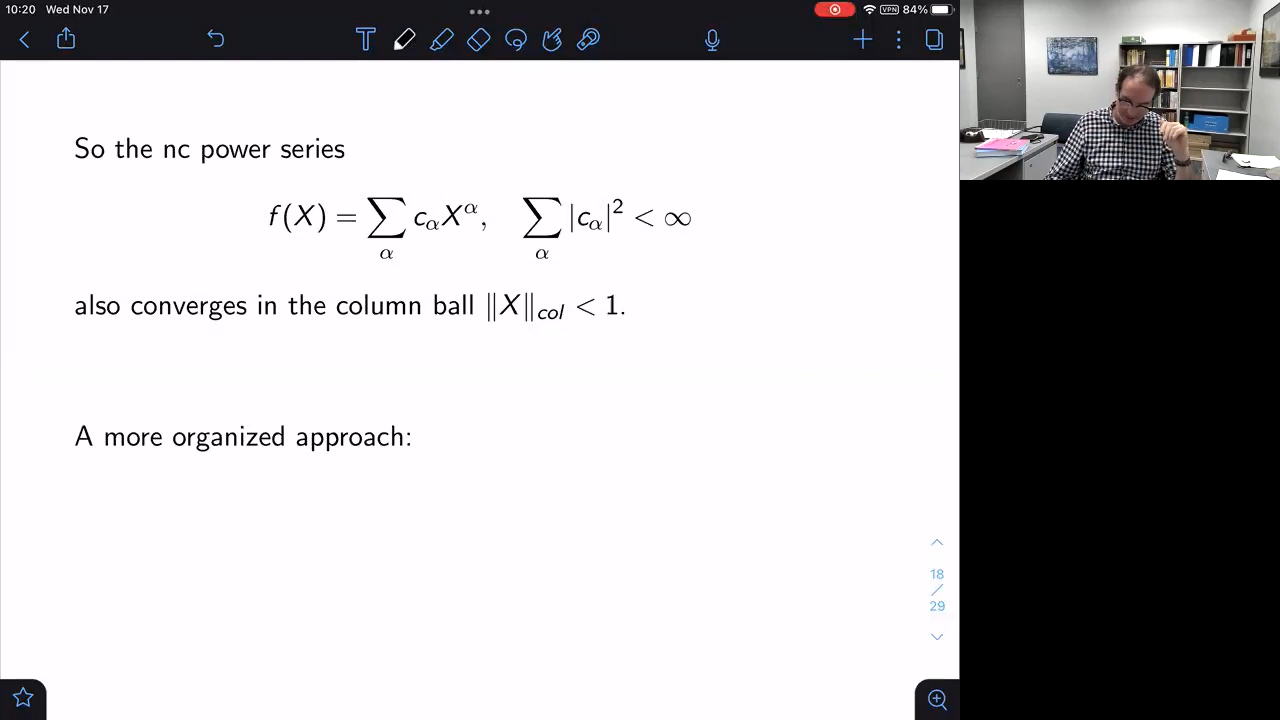 10:20 Wed Nov 17
VPN 84%
So the nc power series
f(X) = ∑_α c_α X^α, ∑_α |c_α|^2 < ∞
also converges in the column ball ‖X‖_col < 1.
A more organized approach:
18
/
29